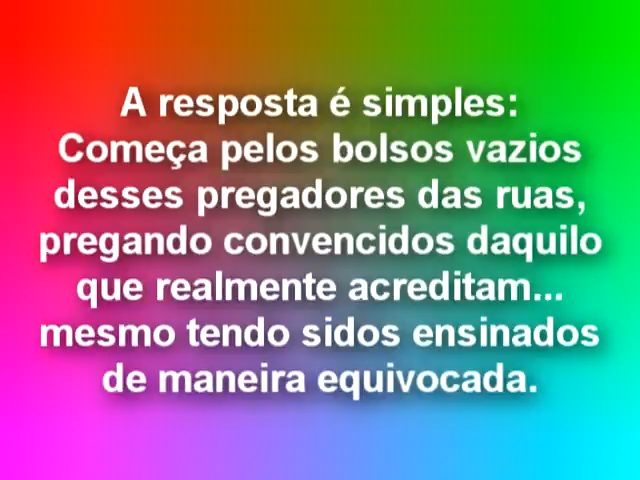 A resposta é simples:
Começa pelos bolsos vazios
desses pregadores das ruas,
pregando convencidos daquilo
que realmente acreditam...
mesmo tendo sidos ensinados
de maneira equivocada.